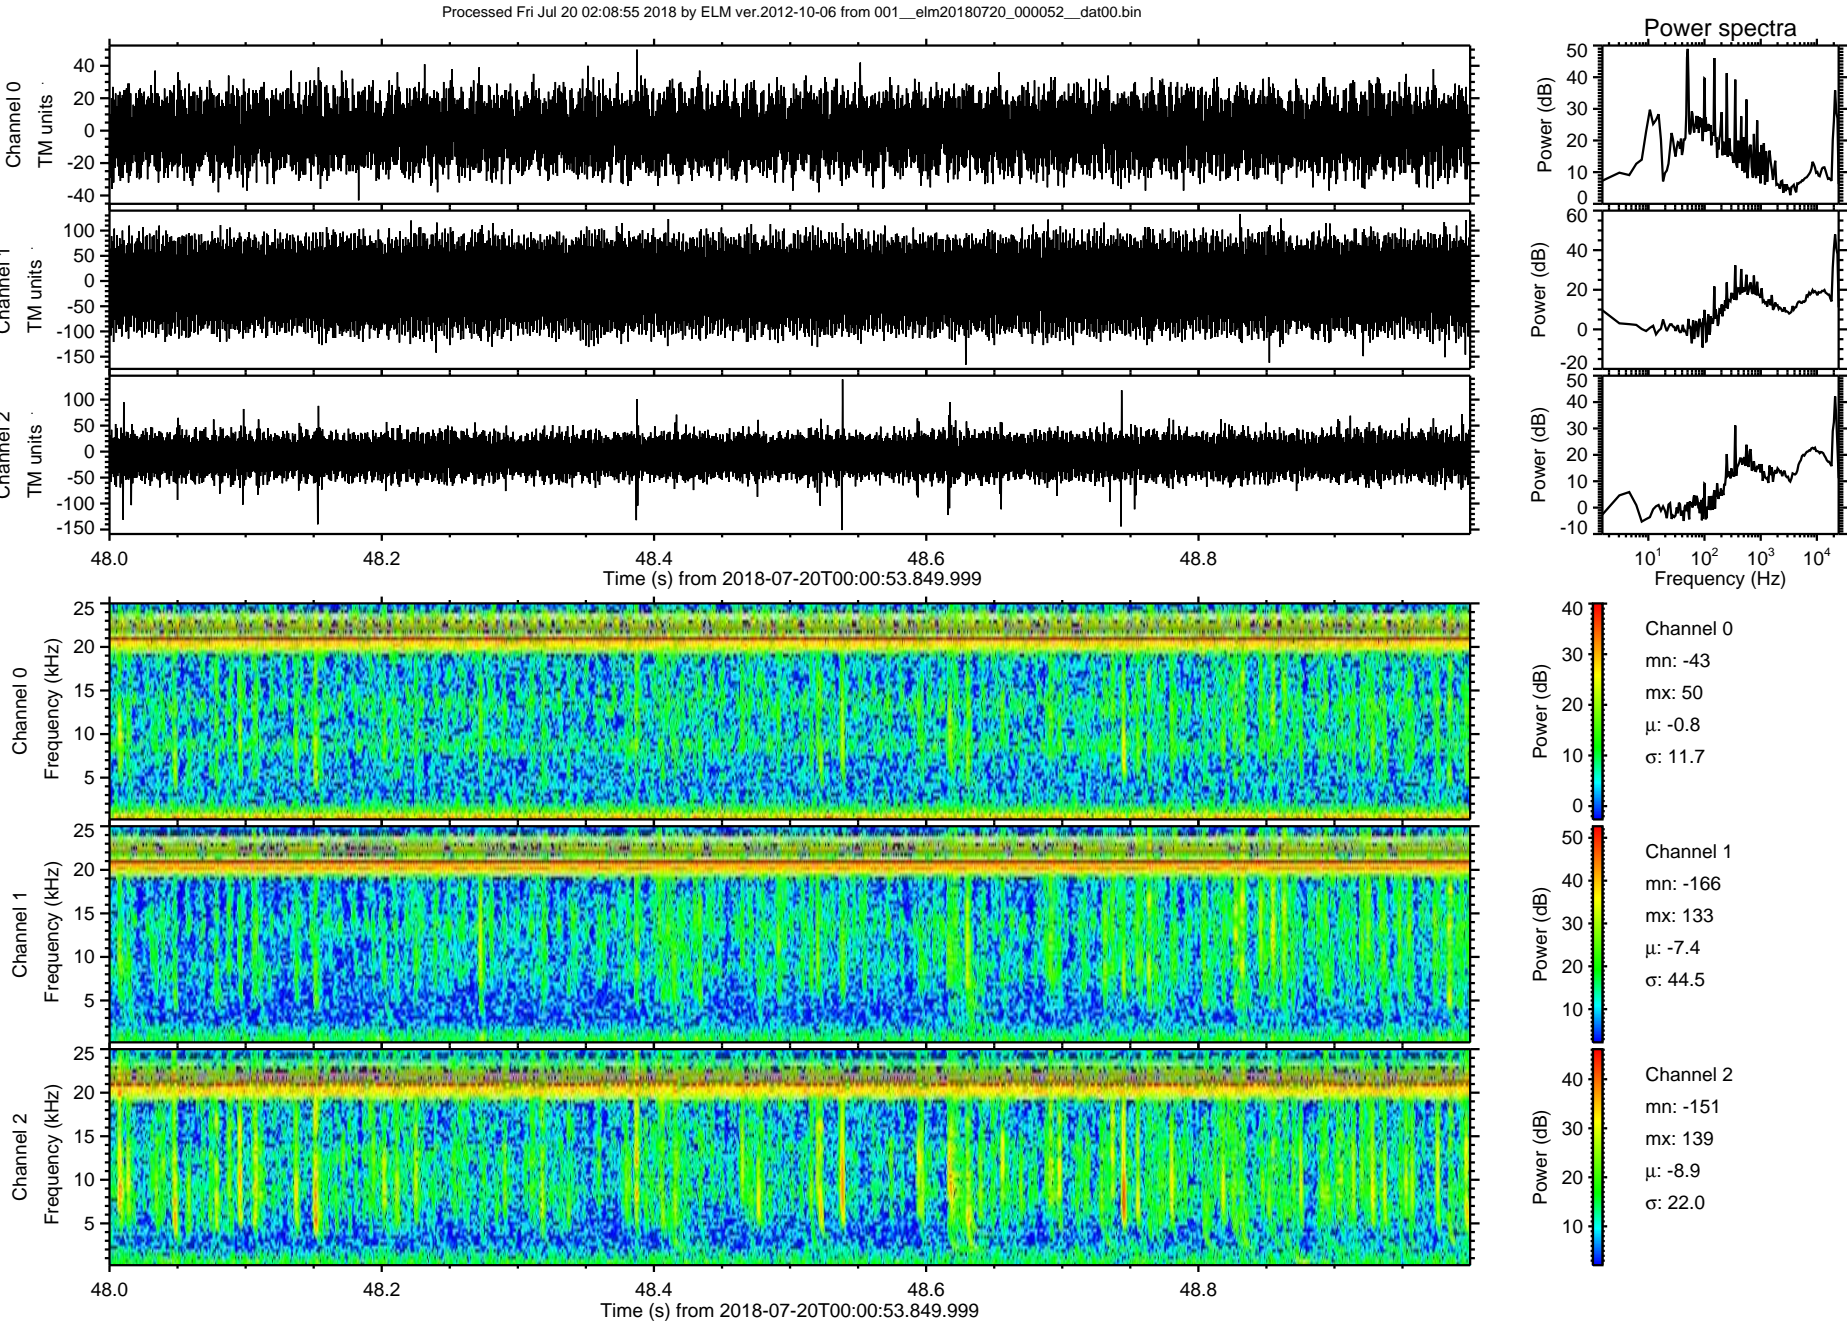 Processed Fri Jul 20 02:08:55 2018 by ELM ver.2012-10-06 from 001__elm20180720_000052__dat00.bin
Power spectra
Channel 0
TM units
40
20
0
-20
-40
Power (dB)
50
40
30
20
10
0
Channel 1
TM units
100
50
0
-50
-100
-150
Power (dB)
60
40
20
0
-20
Channel 2
TM units
100
50
0
-50
-100
-150
Power (dB)
50
40
30
20
10
0
-10
48.0 48.2 48.4 48.6 48.8
Time (s) from 2018-07-20T00:00:53.849.999
10¹ 10² 10³ 10⁴
Frequency (Hz)
Channel 0
Frequency (kHz)
25
20
15
10
5
Power (dB)
40
30
20
10
0
Channel 0
mn: -43
mx: 50
μ: -0.8
σ: 11.7
Channel 1
Frequency (kHz)
25
20
15
10
5
Power (dB)
50
40
30
20
10
Channel 1
mn: -166
mx: 133
μ: -7.4
σ: 44.5
Channel 2
Frequency (kHz)
25
20
15
10
5
Power (dB)
40
30
20
10
Channel 2
mn: -151
mx: 139
μ: -8.9
σ: 22.0
48.0 48.2 48.4 48.6 48.8
Time (s) from 2018-07-20T00:00:53.849.999